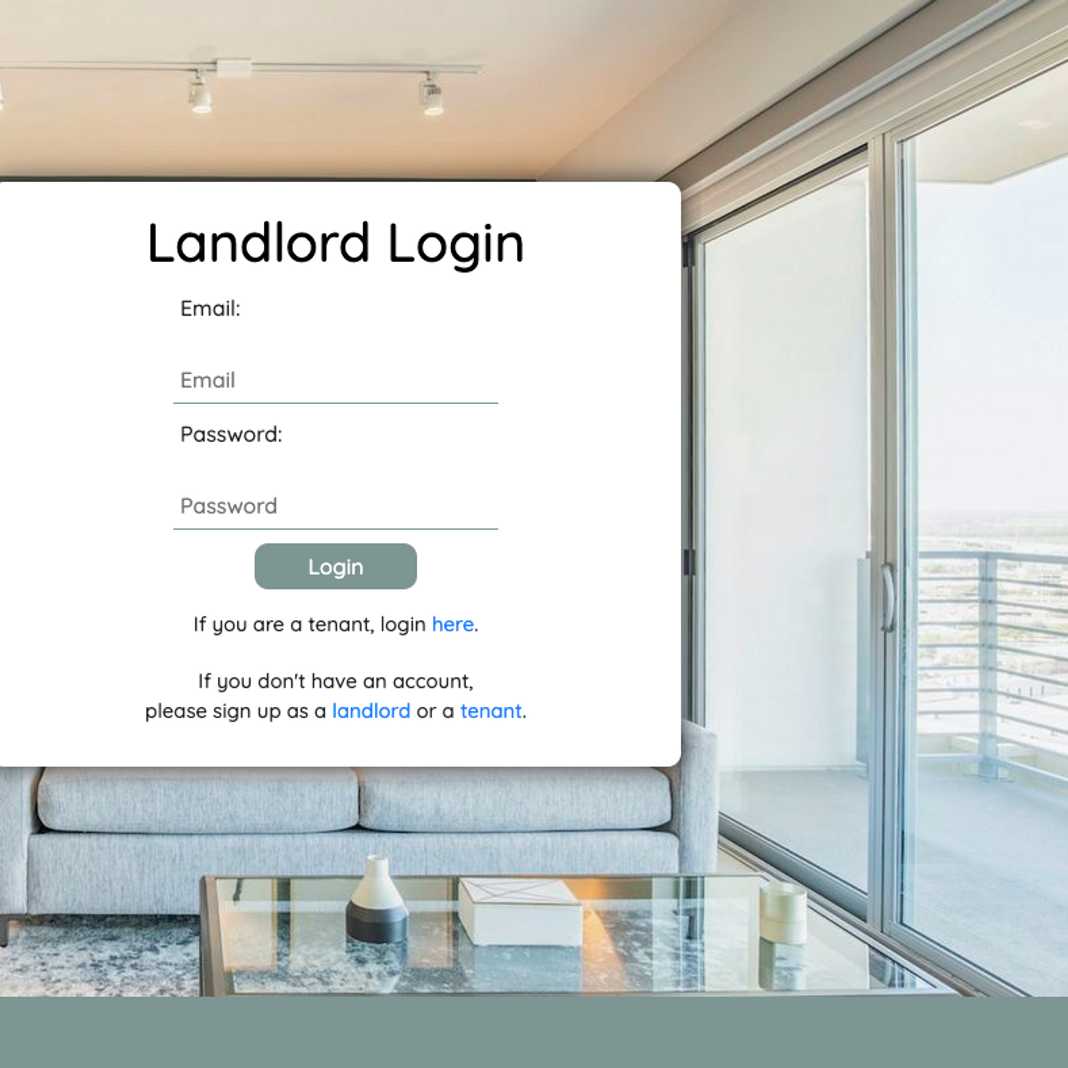 Landlord Login
Email:
Email
Password:
Password
Login
If you are a tenant, login here.
If you don't have an account,
please sign up as a landlord or a tenant.